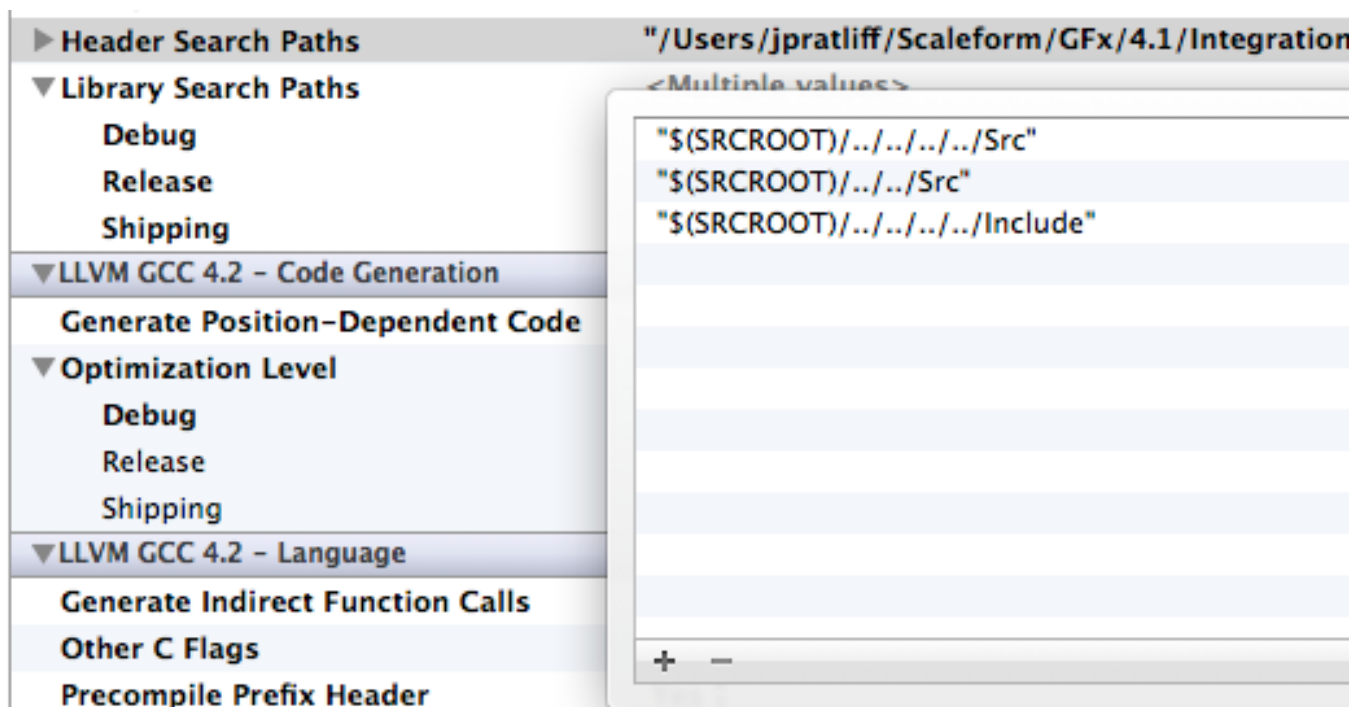 Header Search Paths "/Users/jpratliff/Scaleform/GFx/4.1/Integration
Library Search Paths <Multiple values>
Debug
Release
Shipping
"$(SRCROOT)/../../../../Src"
"$(SRCROOT)/../../Src"
"$(SRCROOT)/../../../../Include"
LLVM GCC 4.2 – Code Generation
Generate Position–Dependent Code
Optimization Level
Debug
Release
Shipping
LLVM GCC 4.2 – Language
Generate Indirect Function Calls
Other C Flags
Precompile Prefix Header
+ −